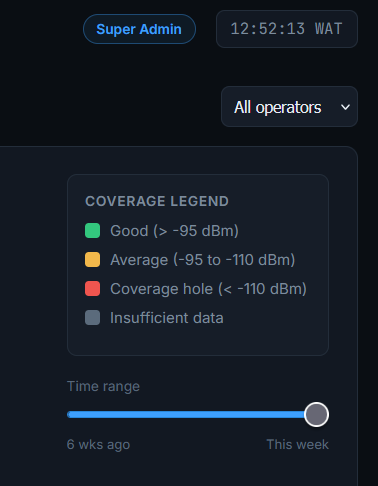 Super Admin
12:52:13 WAT
All operators
COVERAGE LEGEND
Good (> -95 dBm)
Average (-95 to -110 dBm)
Coverage hole (< -110 dBm)
Insufficient data
Time range
6 wks ago
This week